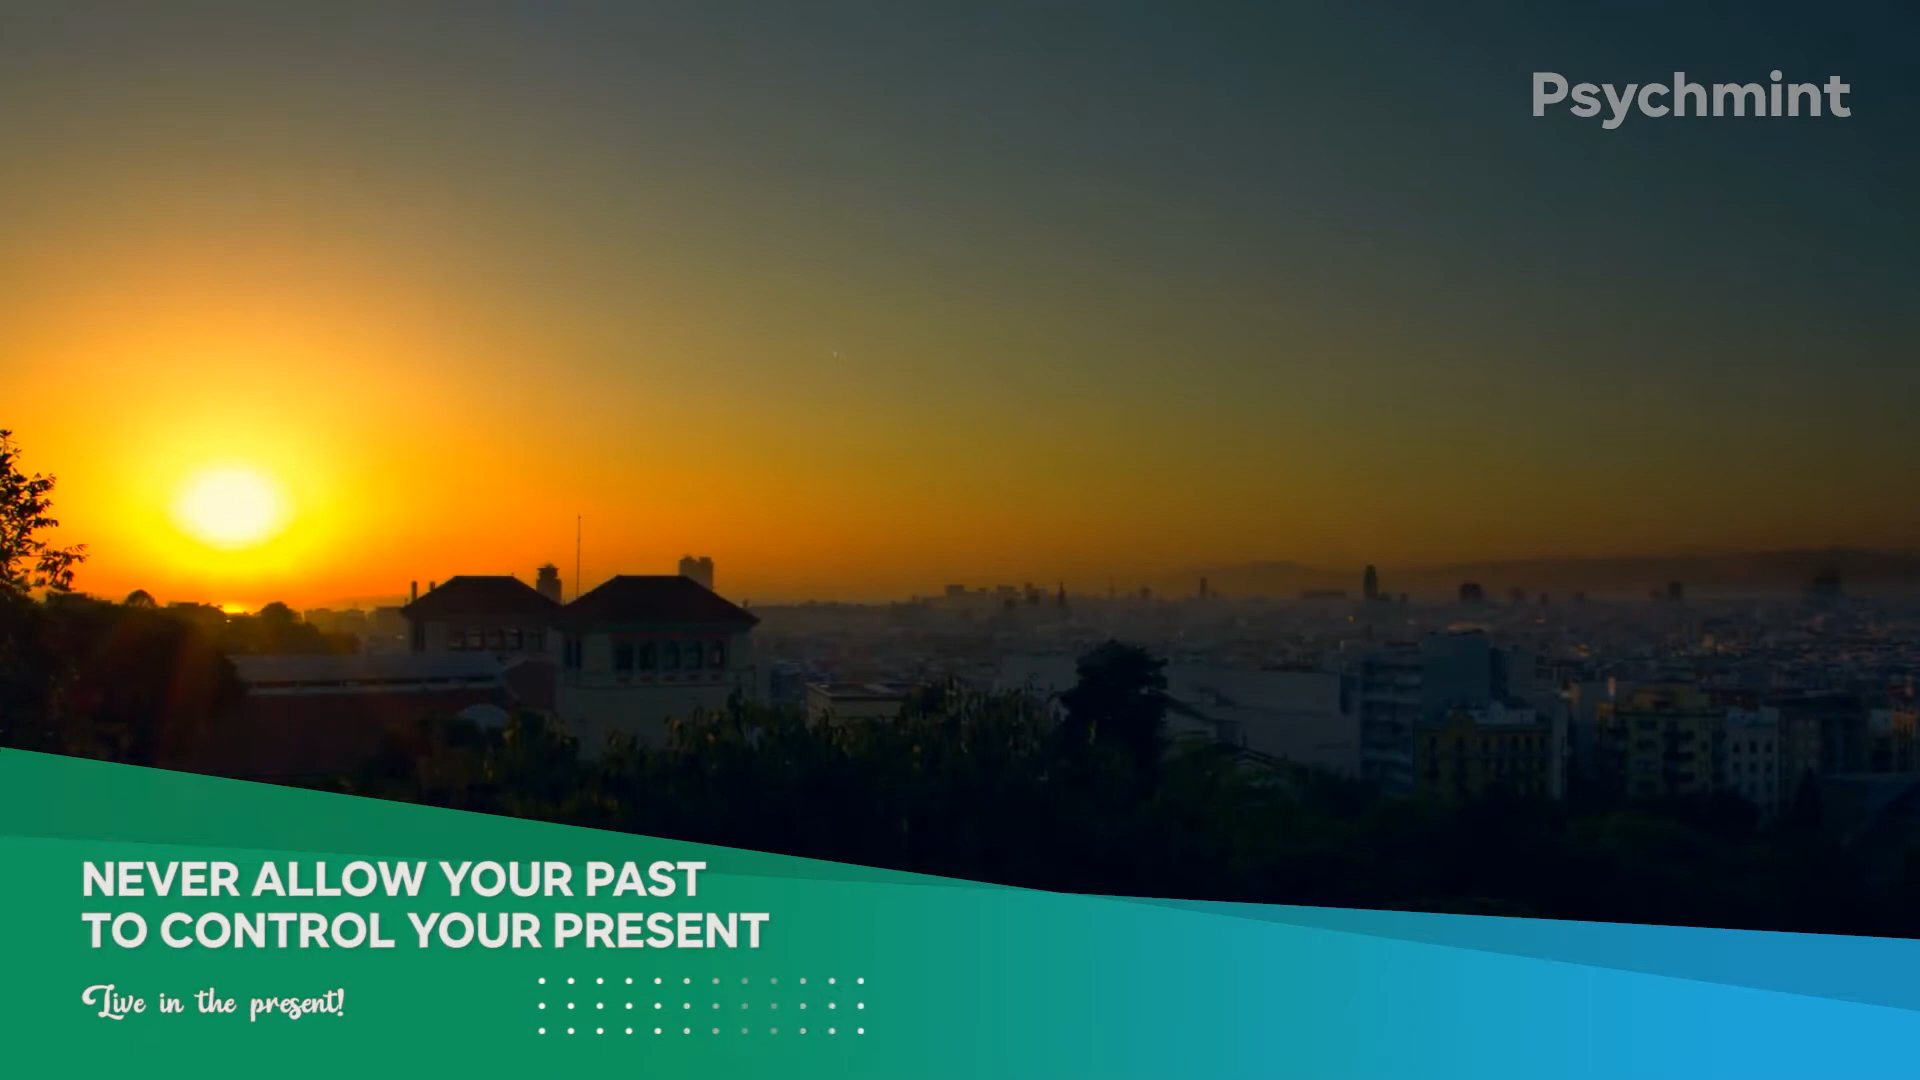 Psychmint
NEVER ALLOW YOUR PAST
TO CONTROL YOUR PRESENT
Live in the present!